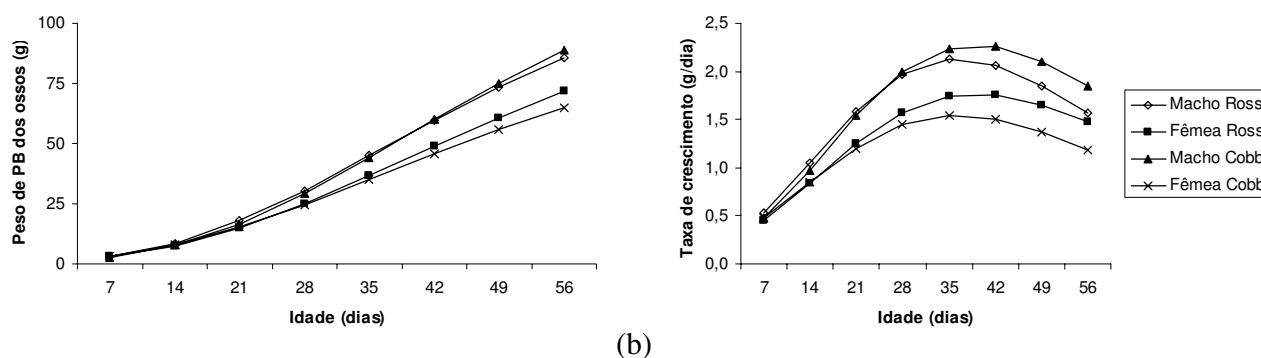 Peso de PB dos ossos (g)
100
75
50
25
0
7 14 21 28 35 42 49 56
Idade (dias)
Taxa de crescimento (g/dia)
2,5
2,0
1,5
1,0
0,5
0,0
7 14 21 28 35 42 49 56
Idade (dias)
Macho Ross
Fêmea Ross
Macho Cobb
Fêmea Cobb
(b)